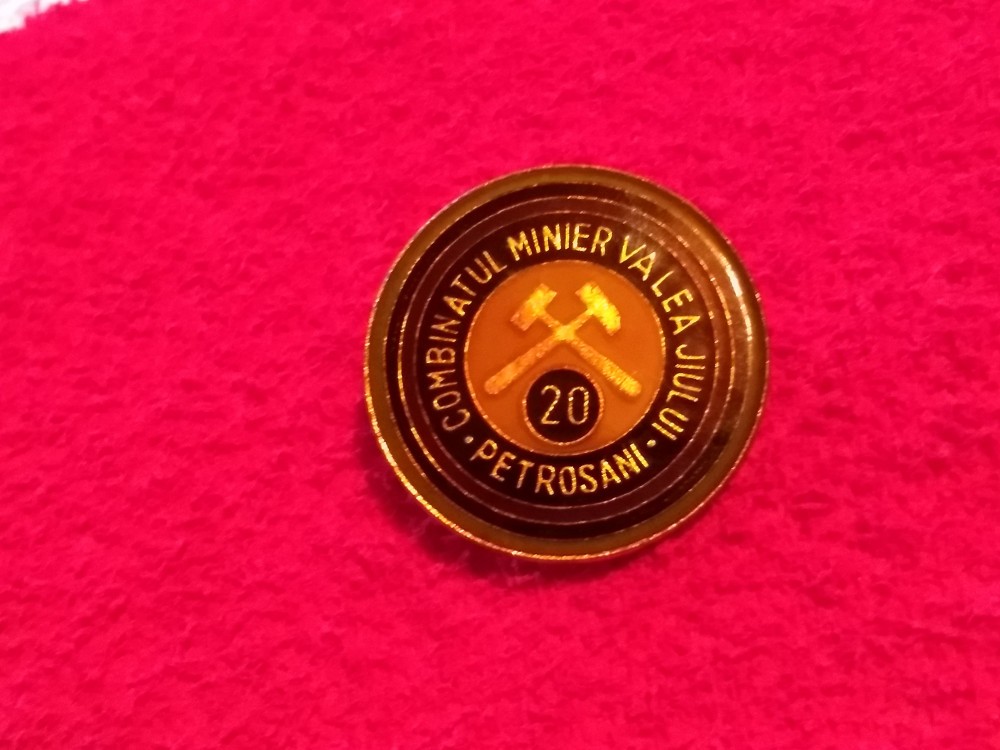 COMBINATUL MINIER VALEA JIULUI
• PETROSANI •
20